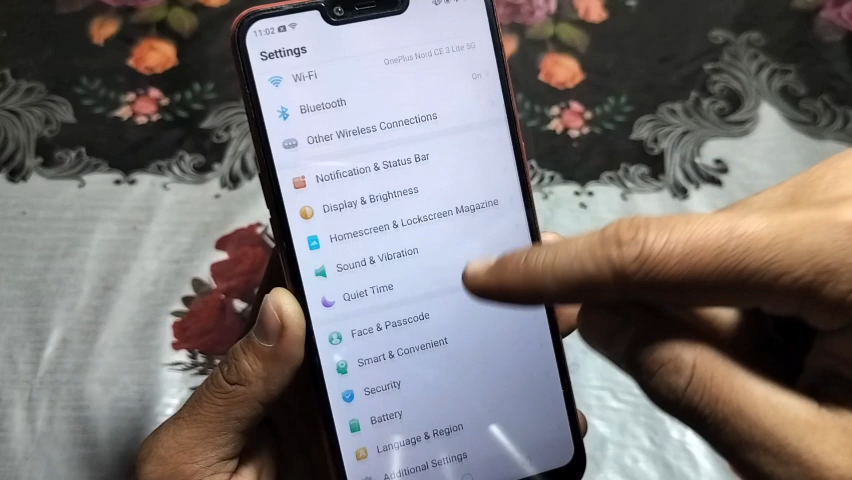 11:02
Settings
Wi-Fi OnePlus Nord CE 3 Lite 5G
Bluetooth On
Other Wireless Connections
Notification & Status Bar
Display & Brightness
Homescreen & Lockscreen Magazine
Sound & Vibration
Quiet Time
Face & Passcode
Smart & Convenient
Security
Battery
Language & Region
Additional Settings